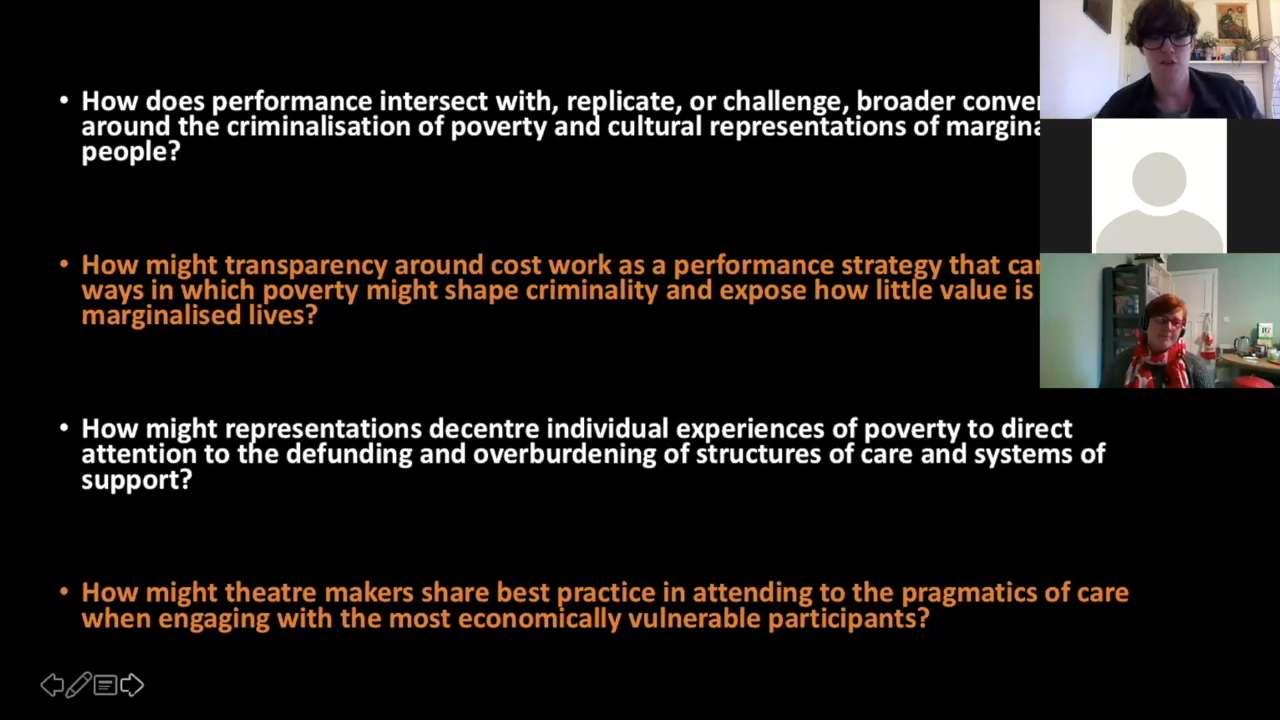 • How does performance intersect with, replicate, or challenge, broader
around the criminalisation of poverty and cultural representations of
people?
• How might transparency around cost work as a performance strategy that
ways in which poverty might shape criminality and expose how little value is
marginalised lives?
• How might representations decentre individual experiences of poverty to direct
attention to the defunding and overburdening of structures of care and systems of
support?
• How might theatre makers share best practice in attending to the pragmatics of care
when engaging with the most economically vulnerable participants?